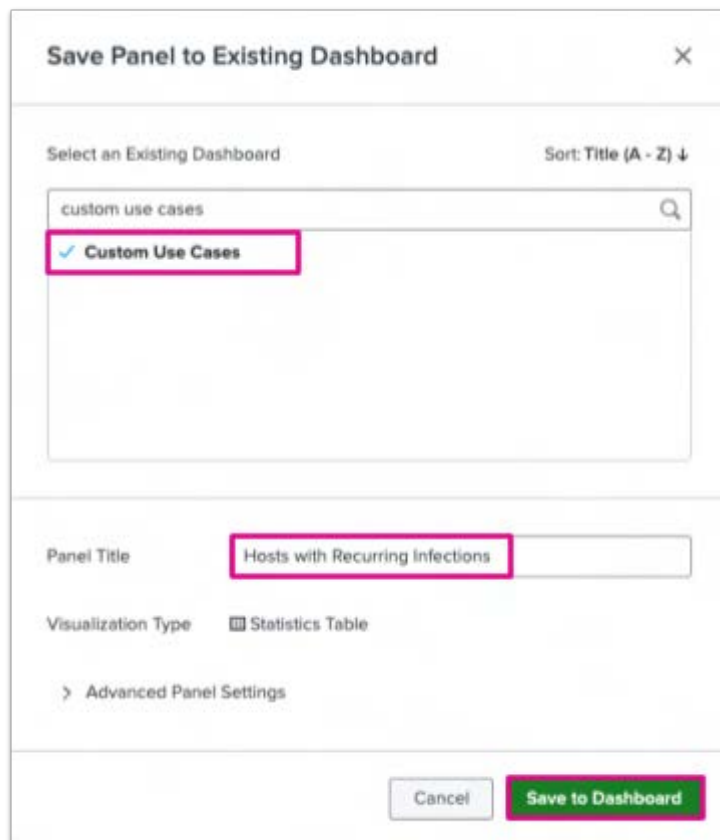 Save Panel to Existing Dashboard
Select an Existing Dashboard Sort: Title (A - Z) ↓
custom use cases
Custom Use Cases
Panel Title Hosts with Recurring Infections
Visualization Type Statistics Table
Advanced Panel Settings
Cancel Save to Dashboard